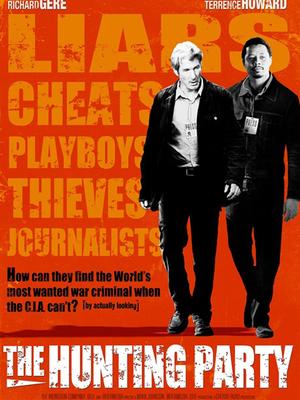 RICHARD GERE TERRENCE HOWARD
LIARS
CHEATS
PLAYBOYS
THIEVES
JOURNALISTS
PRESS
How can they find the World's
most wanted war criminal when
the C.I.A. can't? [by actually looking]
THE HUNTING PARTY